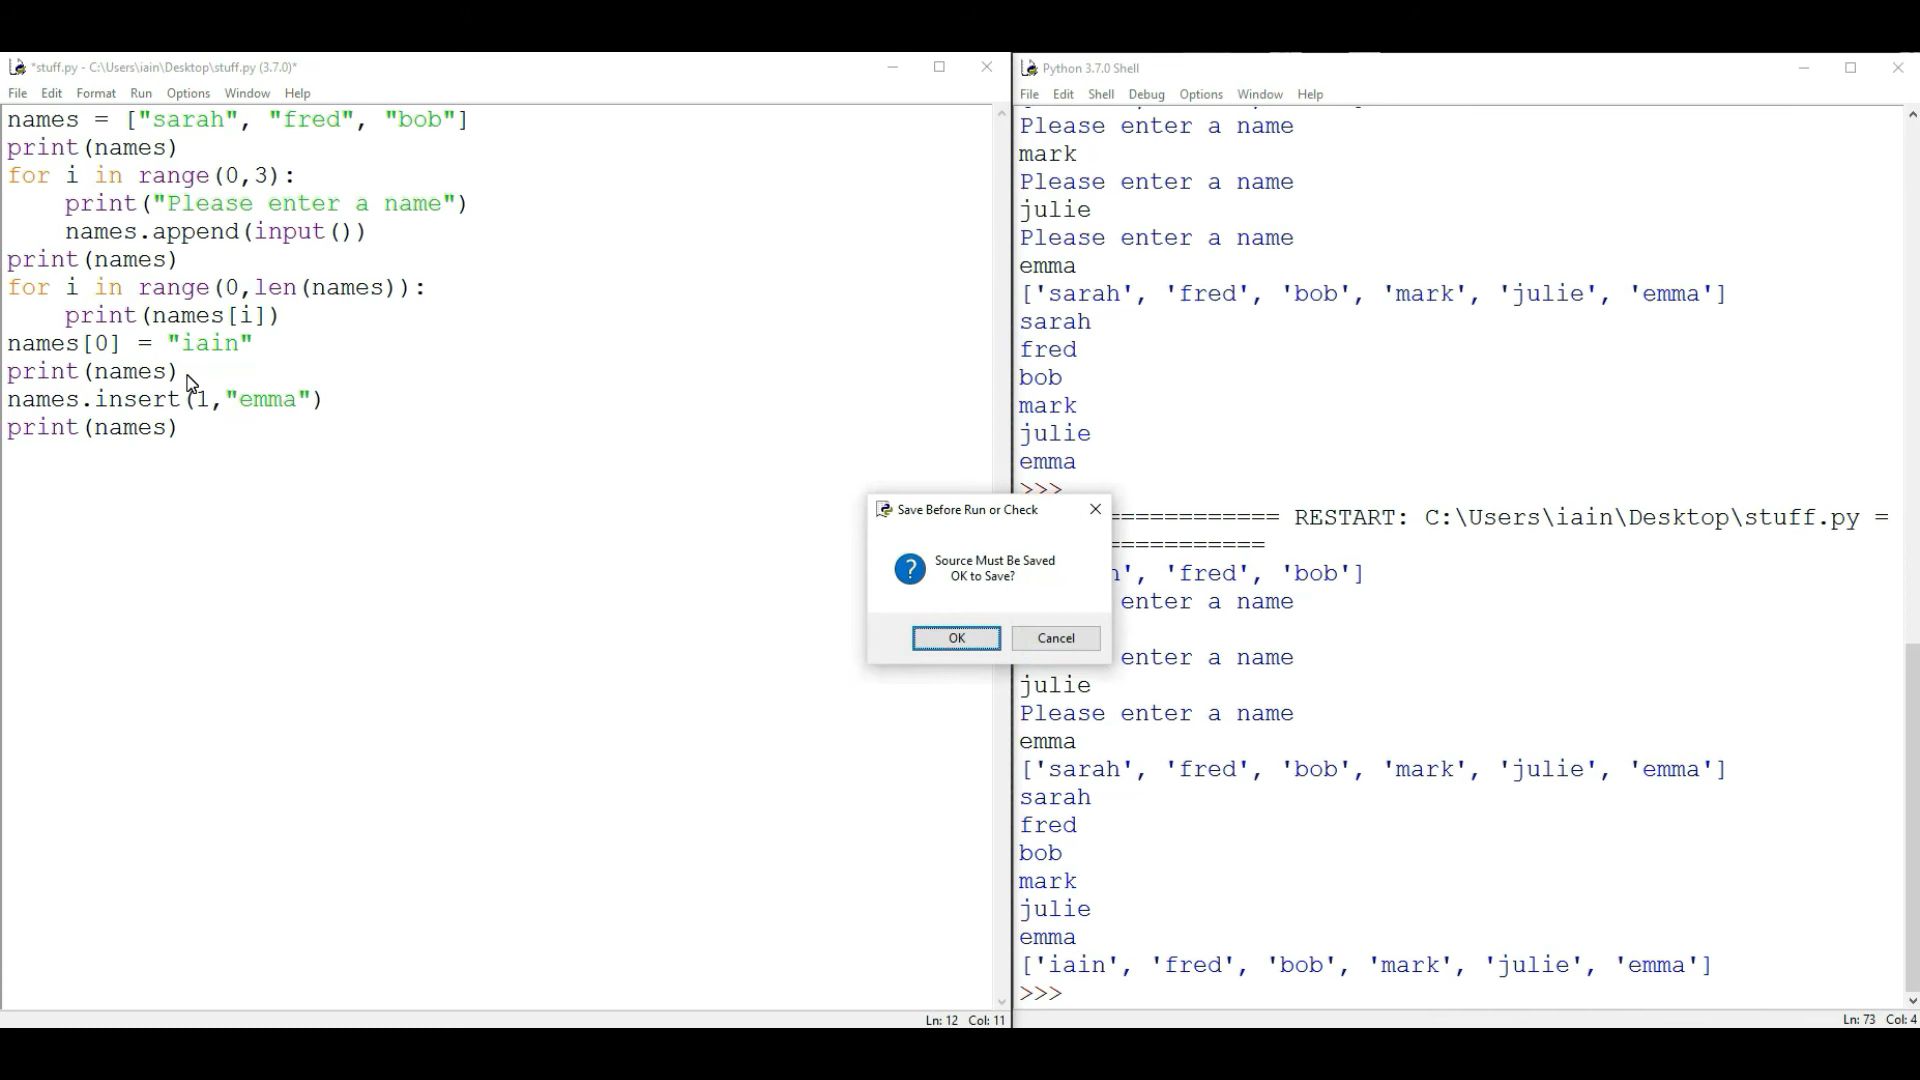 *stuff.py - C:\Users\iain\Desktop\stuff.py (3.7.0)*
File Edit Format Run Options Window Help
names = ["sarah", "fred", "bob"]
print(names)
for i in range(0,3):
    print("Please enter a name")
    names.append(input())
print(names)
for i in range(0,len(names)):
    print(names[i])
names[0] = "iain"
print(names)
names.insert(1,"emma")
print(names)
Ln: 12 Col: 11
Python 3.7.0 Shell
File Edit Shell Debug Options Window Help
Please enter a name
mark
Please enter a name
julie
Please enter a name
emma
['sarah', 'fred', 'bob', 'mark', 'julie', 'emma']
sarah
fred
bob
mark
julie
emma
>>>
============ RESTART: C:\Users\iain\Desktop\stuff.py =
===========
', 'fred', 'bob']
enter a name
enter a name
julie
Please enter a name
emma
['sarah', 'fred', 'bob', 'mark', 'julie', 'emma']
sarah
fred
bob
mark
julie
emma
['iain', 'fred', 'bob', 'mark', 'julie', 'emma']
>>>
Ln: 73 Col: 4
Save Before Run or Check
Source Must Be Saved
OK to Save?
OK Cancel